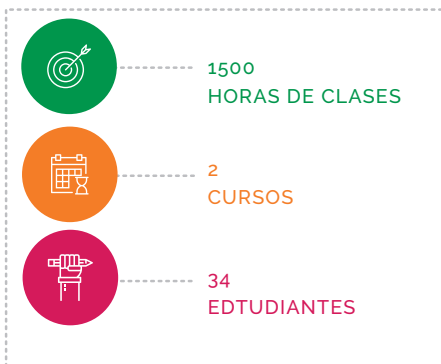 1500
HORAS DE CLASES
2
CURSOS
34
EDTUDIANTES